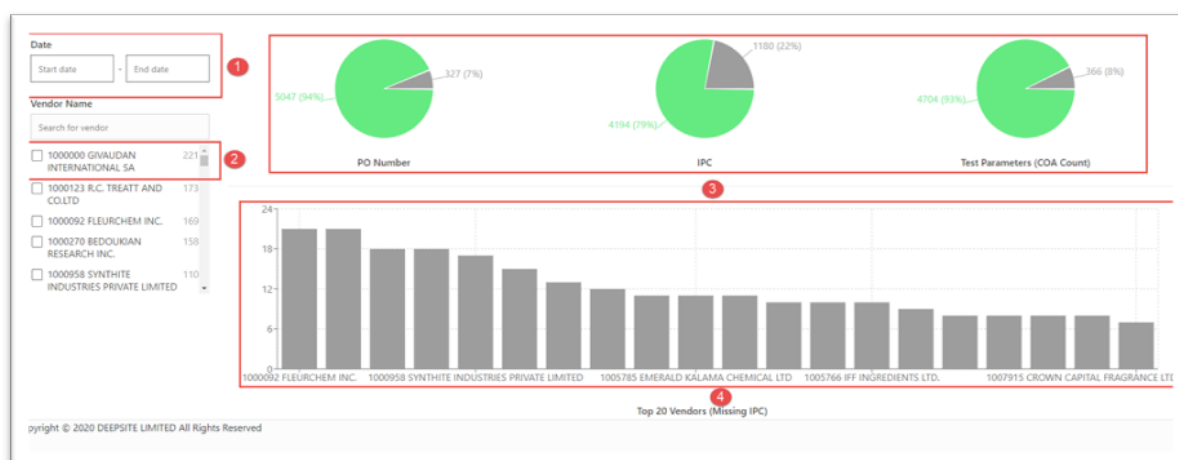 Date
Start date - End date
1
Vendor Name
Search for vendor
1000000 GIVAUDAN 221
INTERNATIONAL SA
2
1000123 R.C. TREATT AND 173
CO.LTD
1000092 FLEURCHEM INC. 169
1000270 BEDOUKIAN 158
RESEARCH INC.
1000958 SYNTHITE 110
INDUSTRIES PRIVATE LIMITED
327 (7%)
5047 (94%)
PO Number
1180 (22%)
4194 (79%)
IPC
366 (8%)
4704 (93%)
Test Parameters (COA Count)
3
24
18
12
6
0
1000092 FLEURCHEM INC. 1000958 SYNTHITE INDUSTRIES PRIVATE LIMITED 1005785 EMERALD KALAMA CHEMICAL LTD 1005766 IFF INGREDIENTS LTD. 1007915 CROWN CAPITAL FRAGRANCE LTD
4
Top 20 Vendors (Missing IPC)
pyright © 2020 DEEPSITE LIMITED All Rights Reserved